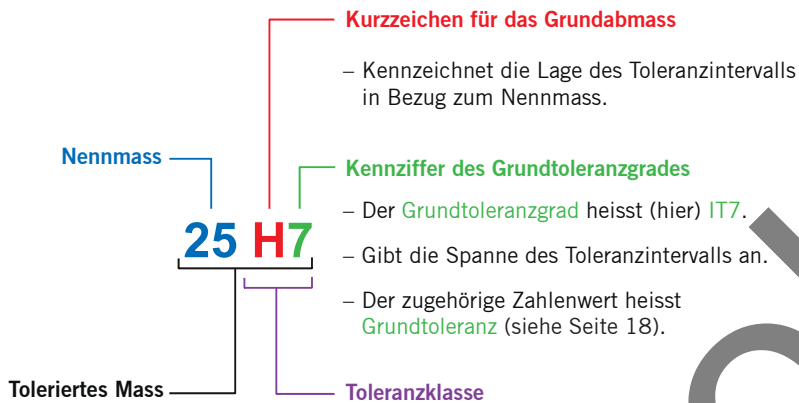 Kurzzeichen für das Grundabmass
– Kennzeichnet die Lage des Toleranzintervalls
in Bezug zum Nennmass.
Nennmass
Kennziffer des Grundtoleranzgrades
– Der Grundtoleranzgrad heisst (hier) IT7.
25 H7
– Gibt die Spanne des Toleranzintervalls an.
– Der zugehörige Zahlenwert heisst
Grundtoleranz (siehe Seite 18).
Toleriertes Mass
Toleranzklasse